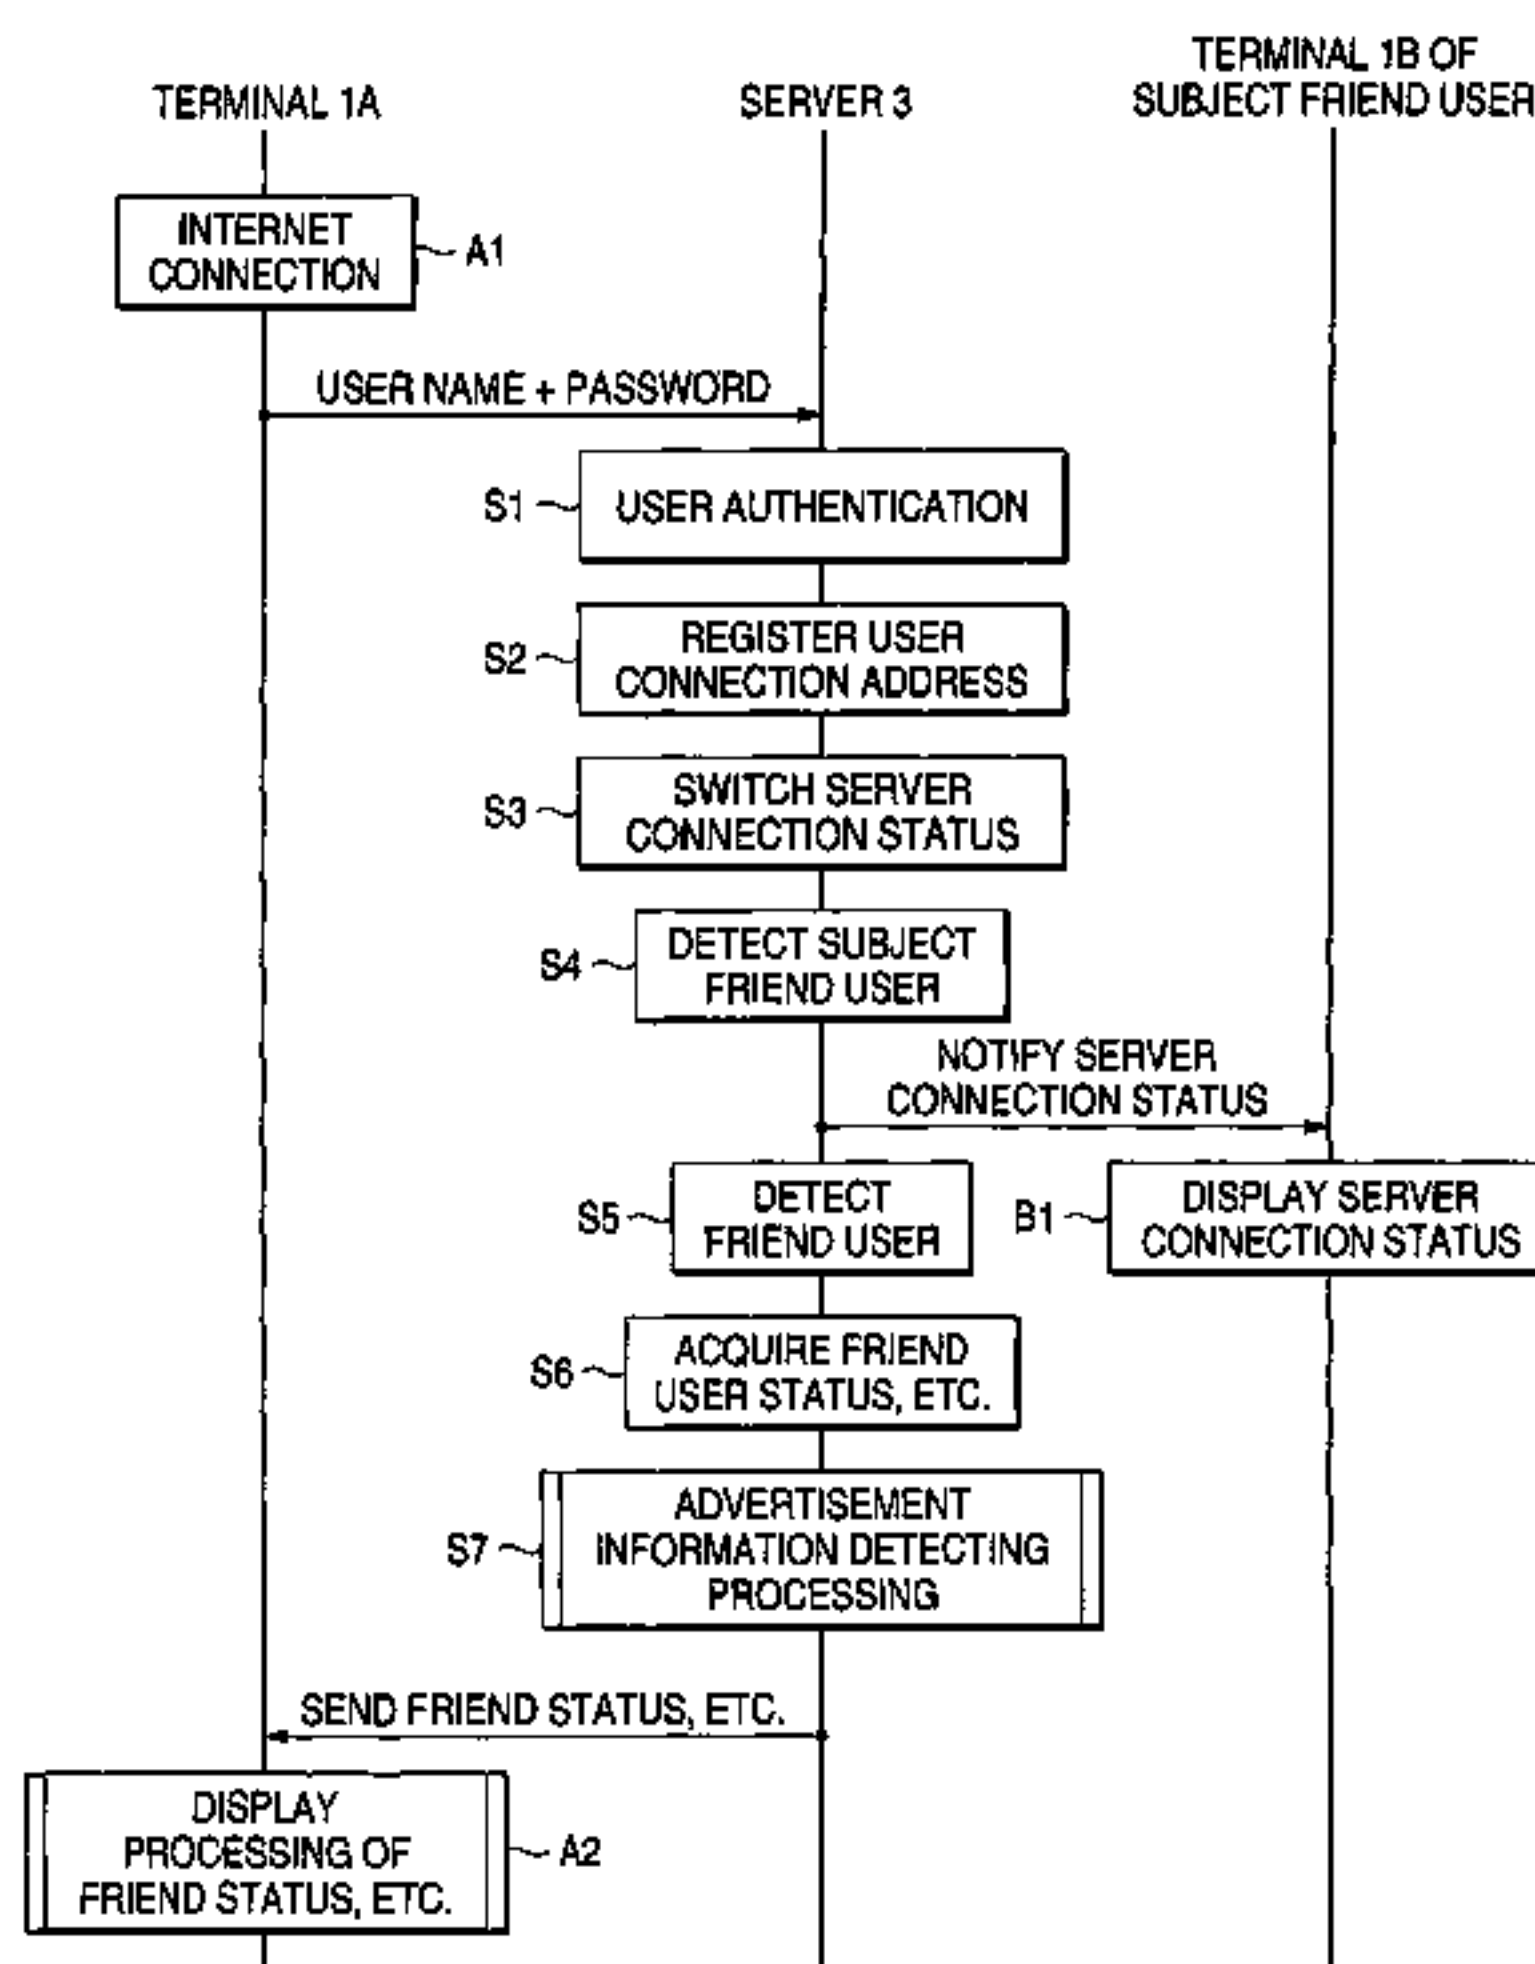 TERMINAL 1A
SERVER 3
TERMINAL 1B OF
SUBJECT FRIEND USER
INTERNET
CONNECTION
A1
USER NAME + PASSWORD
S1
USER AUTHENTICATION
S2
REGISTER USER
CONNECTION ADDRESS
S3
SWITCH SERVER
CONNECTION STATUS
S4
DETECT SUBJECT
FRIEND USER
NOTIFY SERVER
CONNECTION STATUS
S5
DETECT
FRIEND USER
B1
DISPLAY SERVER
CONNECTION STATUS
S6
ACQUIRE FRIEND
USER STATUS, ETC.
S7
ADVERTISEMENT
INFORMATION DETECTING
PROCESSING
SEND FRIEND STATUS, ETC.
DISPLAY
PROCESSING OF
FRIEND STATUS, ETC.
A2